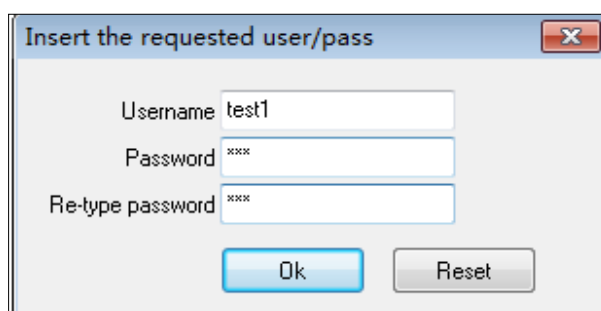 Insert the requested user/pass
Username test1
Password ***
Re-type password ***
Ok Reset